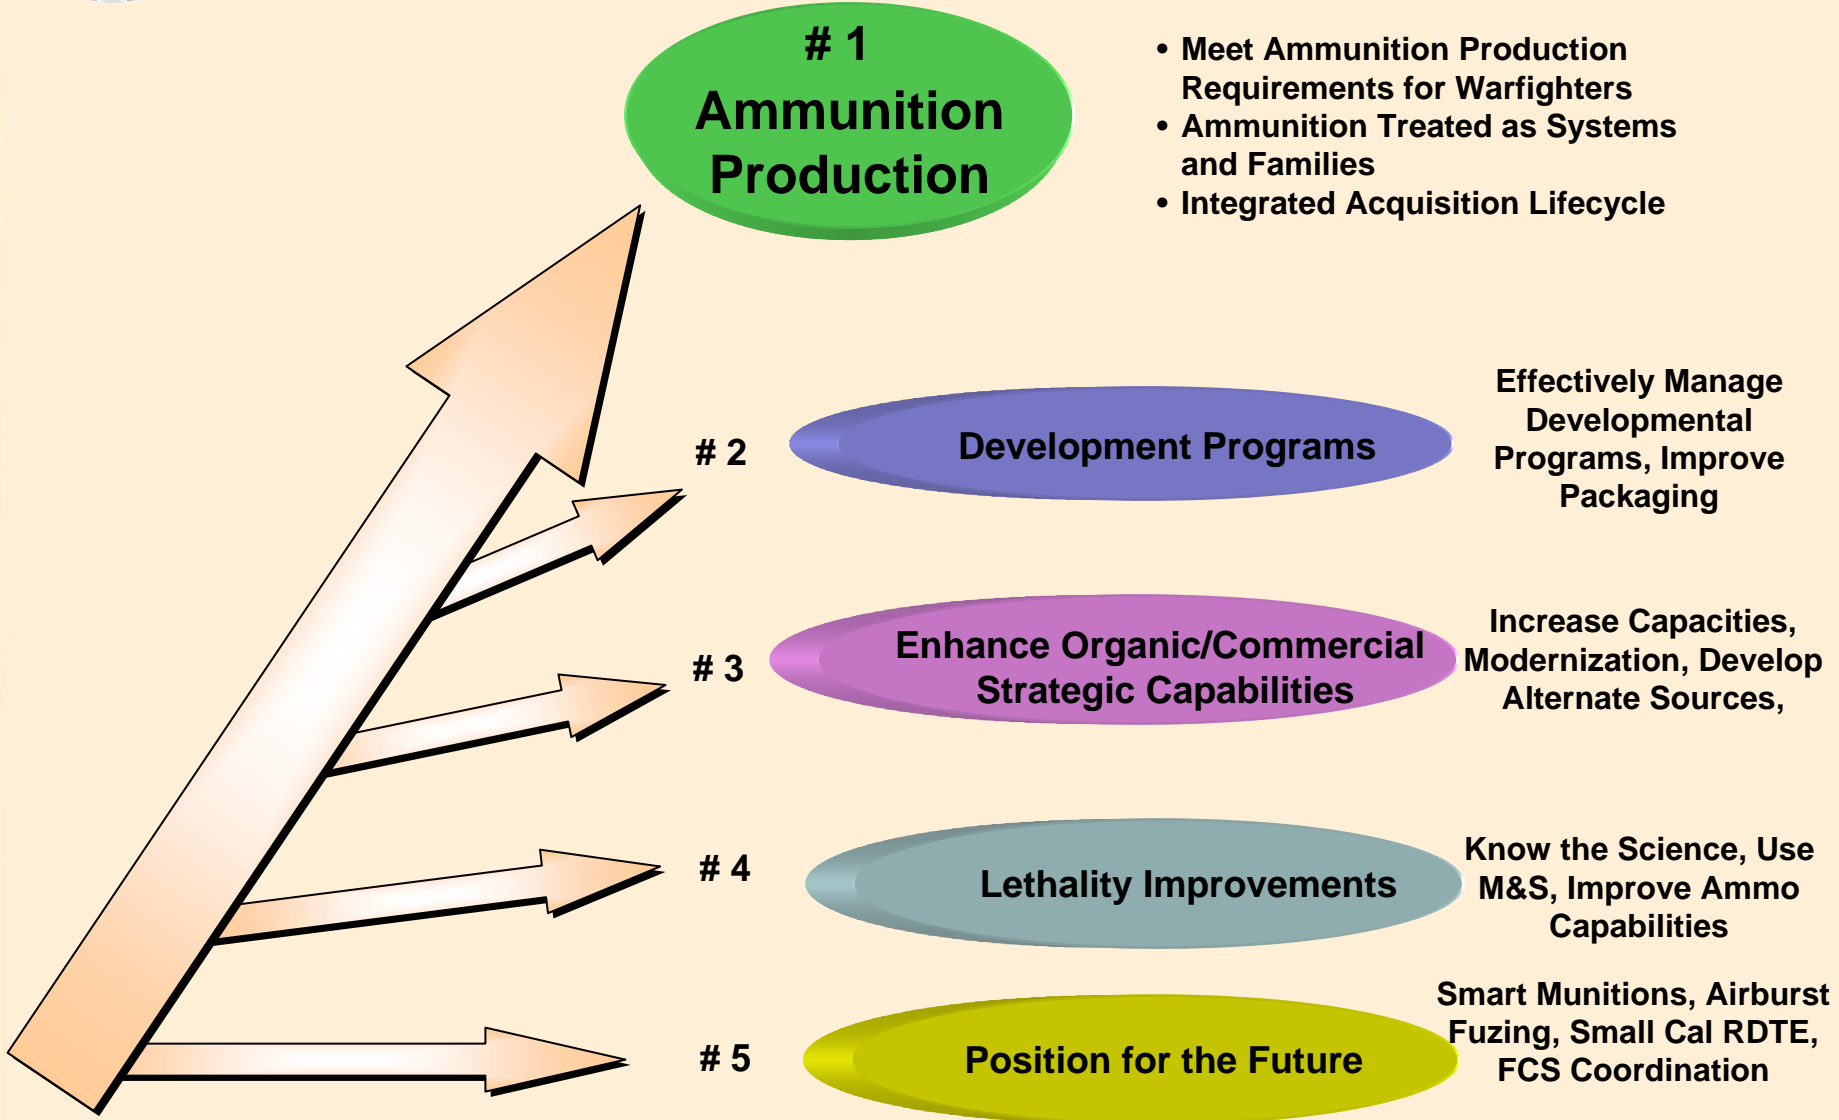 # 1
Ammunition
Production
• Meet Ammunition Production
Requirements for Warfighters
• Ammunition Treated as Systems
and Families
• Integrated Acquisition Lifecycle
# 2
Development Programs
Effectively Manage
Developmental
Programs, Improve
Packaging
# 3
Enhance Organic/Commercial
Strategic Capabilities
Increase Capacities,
Modernization, Develop
Alternate Sources,
# 4
Lethality Improvements
Know the Science, Use
M&S, Improve Ammo
Capabilities
# 5
Position for the Future
Smart Munitions, Airburst
Fuzing, Small Cal RDTE,
FCS Coordination